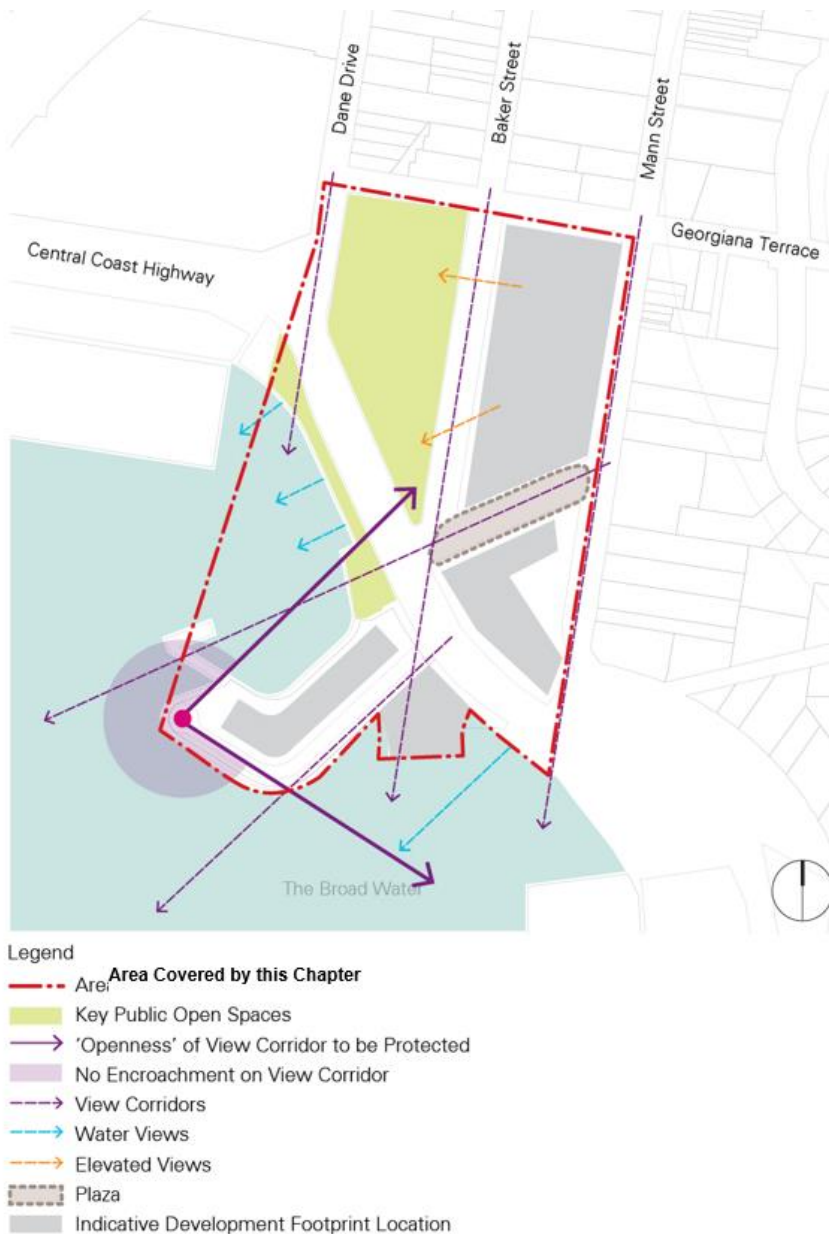 Dane Drive
Baker Street
Mann Street
Georgiana Terrace
Central Coast Highway
The Broad Water
Legend
Area Covered by this Chapter
Key Public Open Spaces
'Openness' of View Corridor to be Protected
No Encroachment on View Corridor
View Corridors
Water Views
Elevated Views
Plaza
Indicative Development Footprint Location